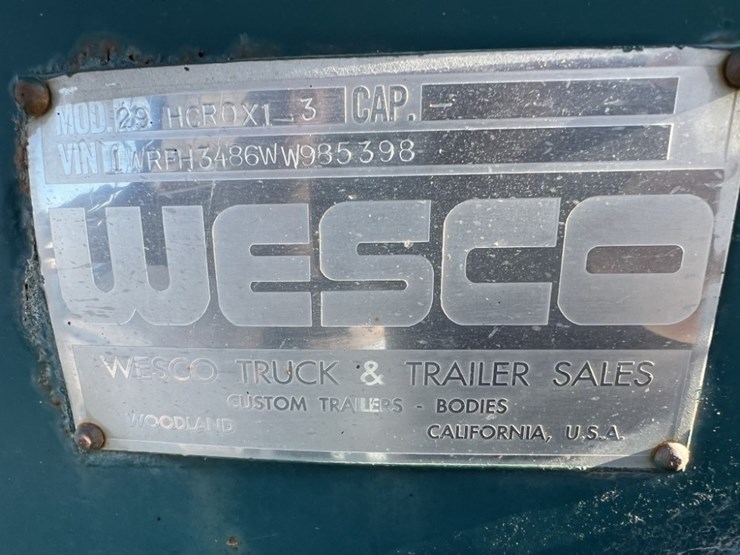 MOD. 29 HCROX1-3 CAP. -
VIN 1WRFH3486WW985398
WESCO
WESCO TRUCK & TRAILER SALES
CUSTOM TRAILERS - BODIES
WOODLAND CALIFORNIA, U.S.A.